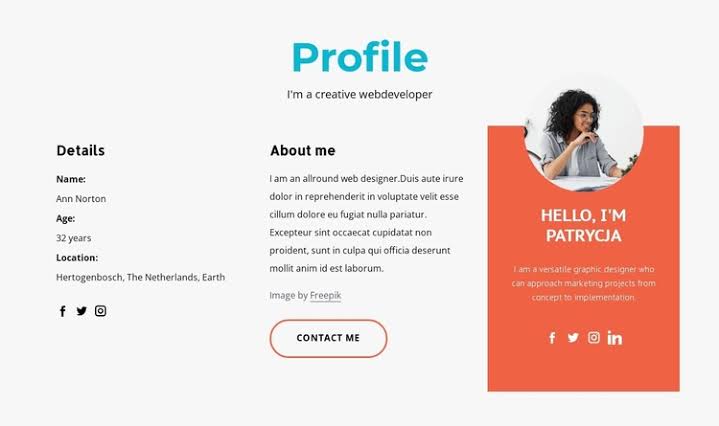 Profile
I'm a creative webdeveloper
Details
Name:
Ann Norton
Age:
32 years
Location:
Hertogenbosch, The Netherlands, Earth
About me
I am an allround web designer.Duis aute irure
dolor in reprehenderit in voluptate velit esse
cillum dolore eu fugiat nulla pariatur.
Excepteur sint occaecat cupidatat non
proident, sunt in culpa qui officia deserunt
mollit anim id est laborum.
Image by Freepik
CONTACT ME
HELLO, I'M
PATRYCJA
I am a versatile graphic designer who
can approach marketing projects from
concept to implementation.